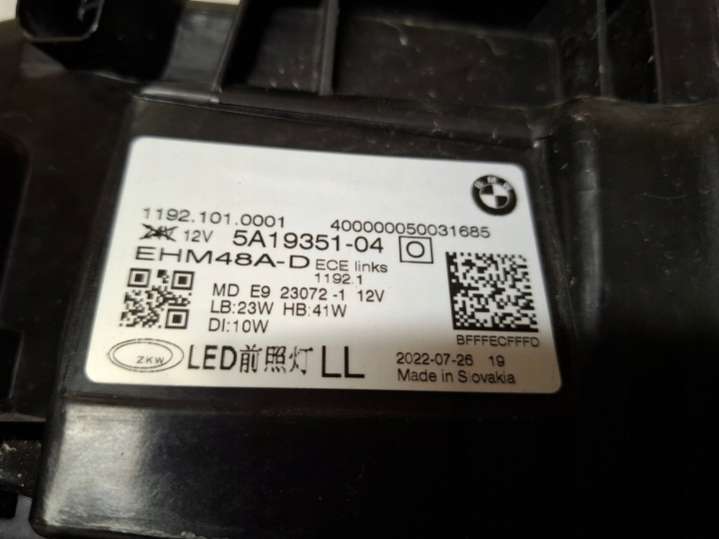 BMW
1192.101.0001 400000050031685
24V 12V 5A19351-04 O
EHM48A-D ECE links
1192.1
MD E9 23072-1 12V
LB:23W HB:41W
DI:10W
BFFFECFFFD
ZKW LED前照灯 LL
2022-07-26 19
Made in Slovakia